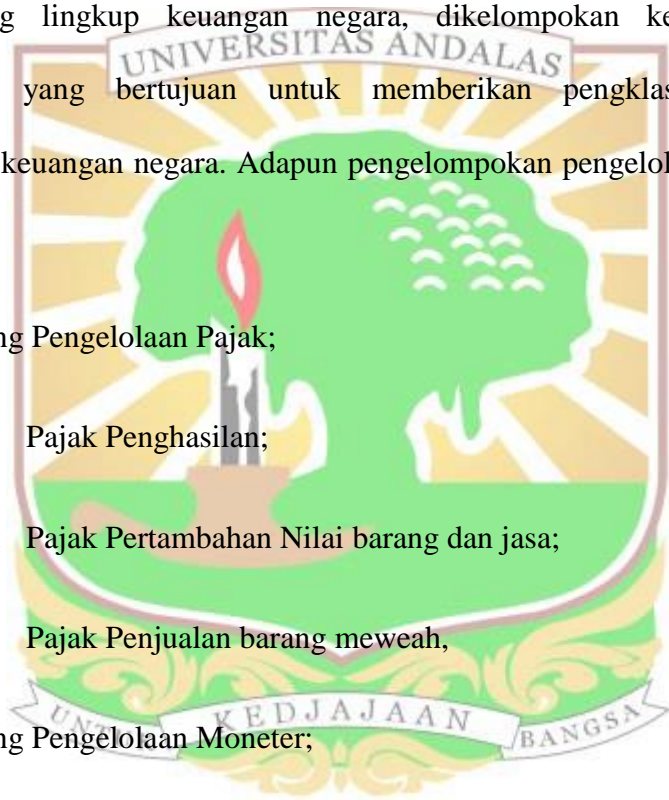 g lingkup keuangan negara, dikelompokan ke
UNIVERSITAS ANDALAS
yang bertujuan untuk memberikan pengklas
keuangan negara. Adapun pengelompokan pengelol
ng Pengelolaan Pajak;
Pajak Penghasilan;
Pajak Pertambahan Nilai barang dan jasa;
Pajak Penjualan barang meweah,
UNTUK KEDJAJAAN BANGSA
ng Pengelolaan Moneter;